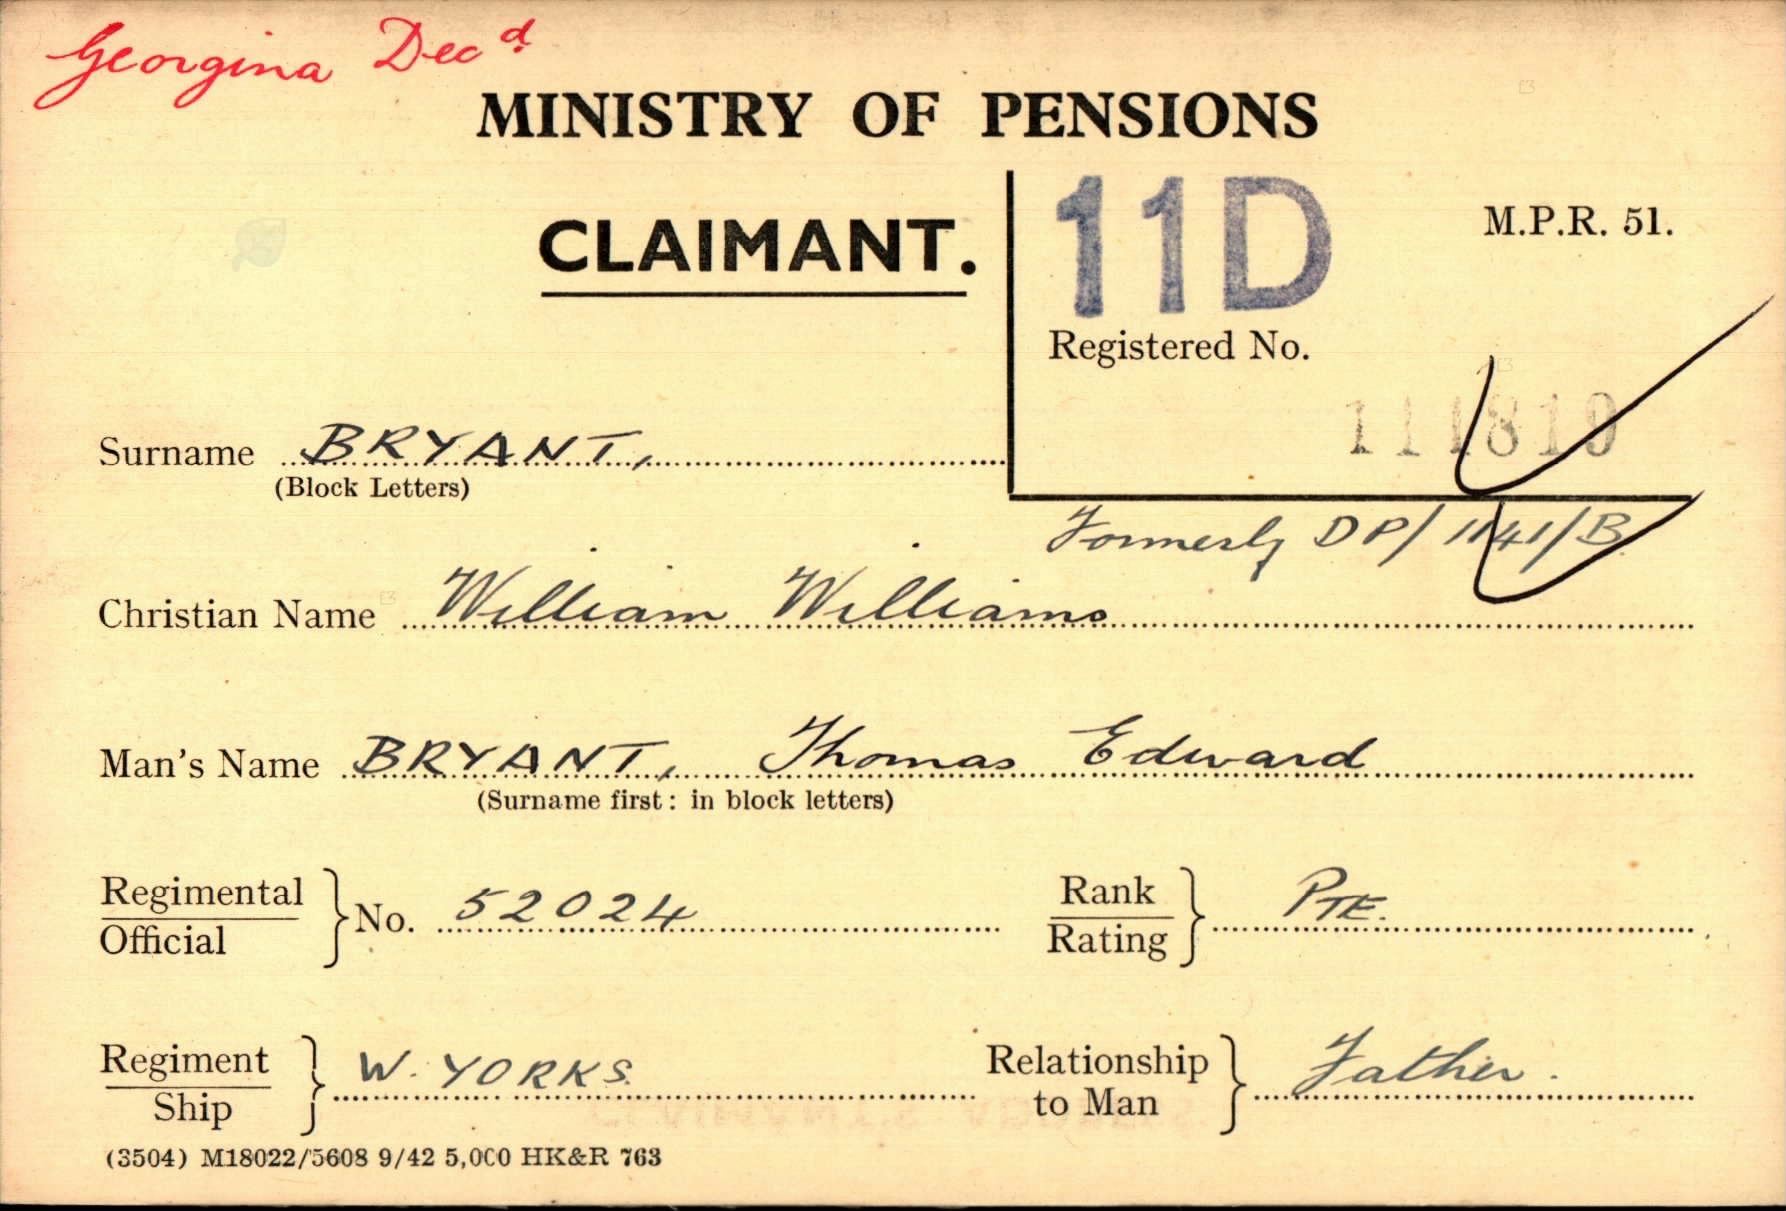 Georgina Decd
MINISTRY OF PENSIONS
CLAIMANT.
11D
M.P.R. 51.
Registered No.
111819
Surname BRYANT,
(Block Letters)
Formerly DP/1141/B.
Christian Name William Williams
Man's Name BRYANT, Thomas Edward
(Surname first: in block letters)
Regimental
Official
No. 52024
Rank
Rating
PTE.
Regiment
Ship
W. YORKS.
Relationship
to Man
Father.
(3504) M18022/5608 9/42 5,000 HK&R 763